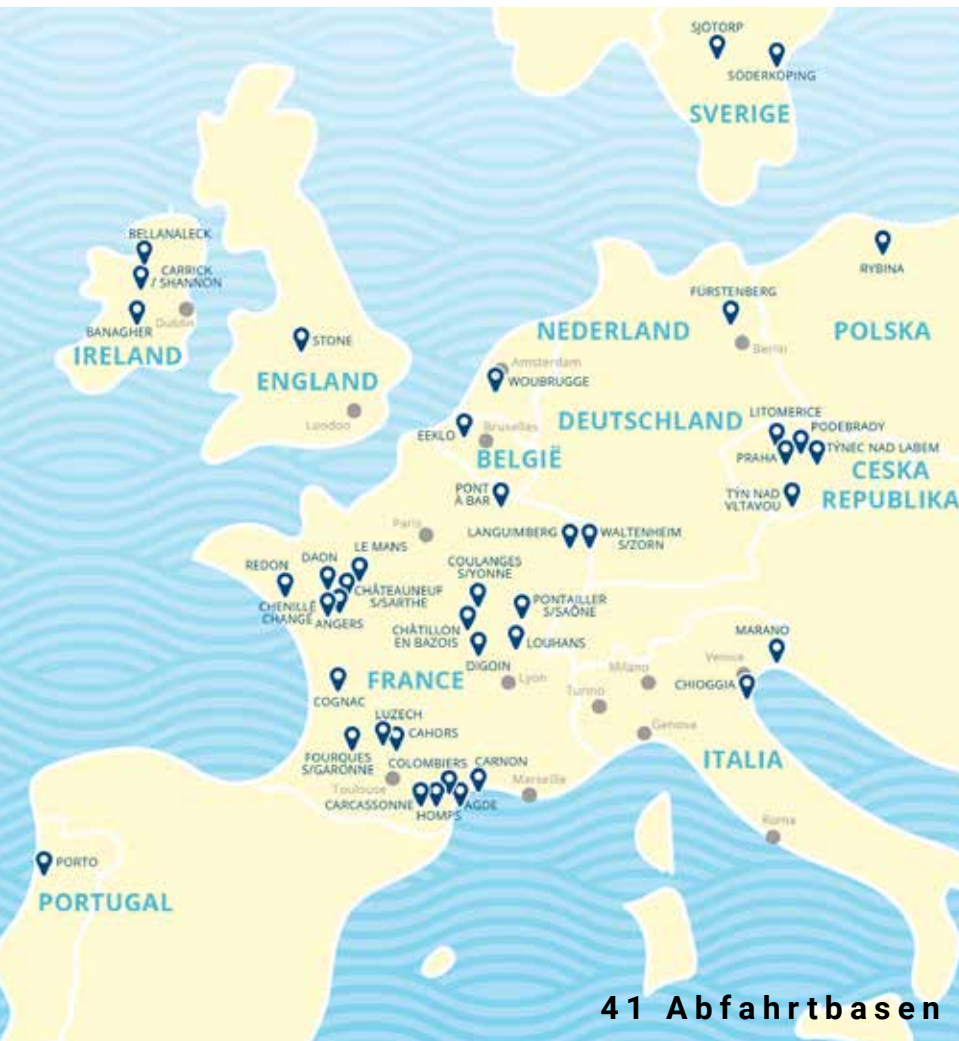 SJÖTORP
SÖDERKÖPING
SVERIGE
BELLANALECK
CARRICK
/ SHANNON
BANAGHER
Dublin
IRELAND
STONE
ENGLAND
London
RYBINA
FÜRSTENBERG
NEDERLAND
POLSKA
Berlin
Amsterdam
WOUBRUGGE
DEUTSCHLAND
LITOMERICE
PODEBRADY
EEKLO
Bruxelles
BELGIË
PRAHA
TÝNEC NAD LABEM
CESKA
REPUBLIKA
PONT
À BAR
TÝN NAD
VLTAVOU
Paris
LANGUIMBERG
WALTENHEIM
S/ZORN
REDON
DAON
LE MANS
COULANGES
S/YONNE
CHÂTEAUNEUF
S/SARTHE
CHENILLÉ
CHANGÉ
ANGERS
PONTAILLER
S/SAÔNE
CHÂTILLON
EN BAZOIS
LOUHANS
DIGOIN
MARANO
Venice
CHIOGGIA
Milano
Torino
Genova
Lyon
FRANCE
COGNAC
LUZECH
CAHORS
FOURQUES
S/GARONNE
COLOMBIERS
CARNON
ITALIA
Toulouse
Marseille
CARCASSONNE
AGDE
HOMPS
Roma
PORTO
PORTUGAL
41 Abfahrtbasen